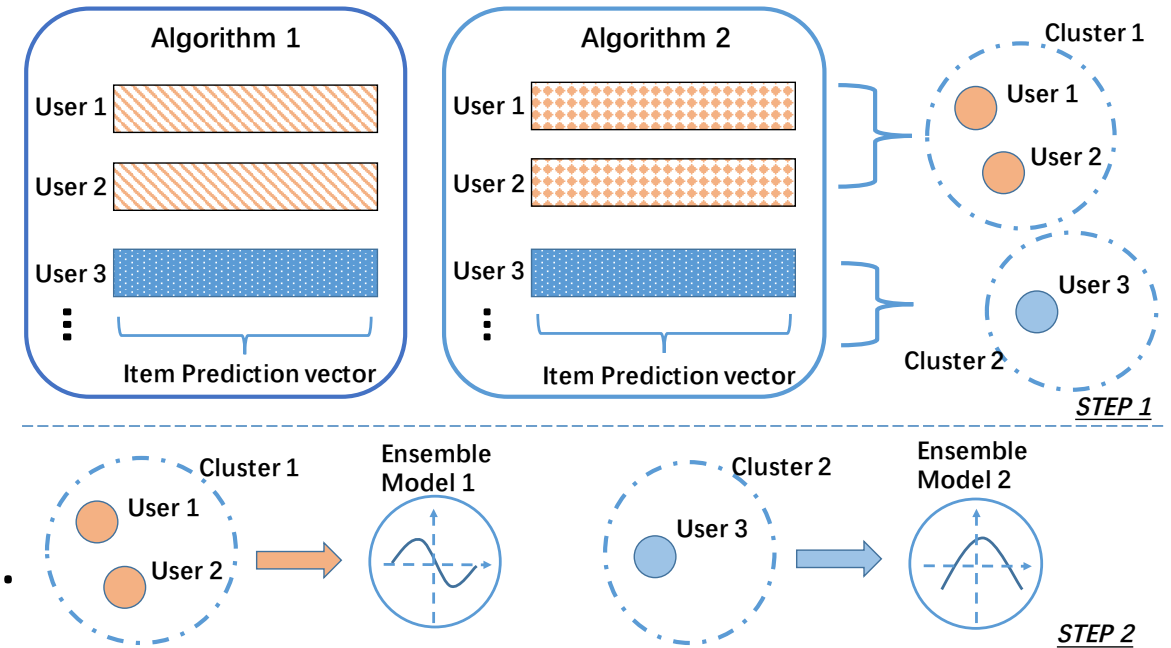 Algorithm 1
User 1
User 2
User 3
Item Prediction vector
Algorithm 2
User 1
User 2
User 3
Item Prediction vector
Cluster 1
User 1
User 2
User 3
Cluster 2
STEP 1
Cluster 1
User 1
User 2
Ensemble
Model 1
Cluster 2
User 3
Ensemble
Model 2
STEP 2